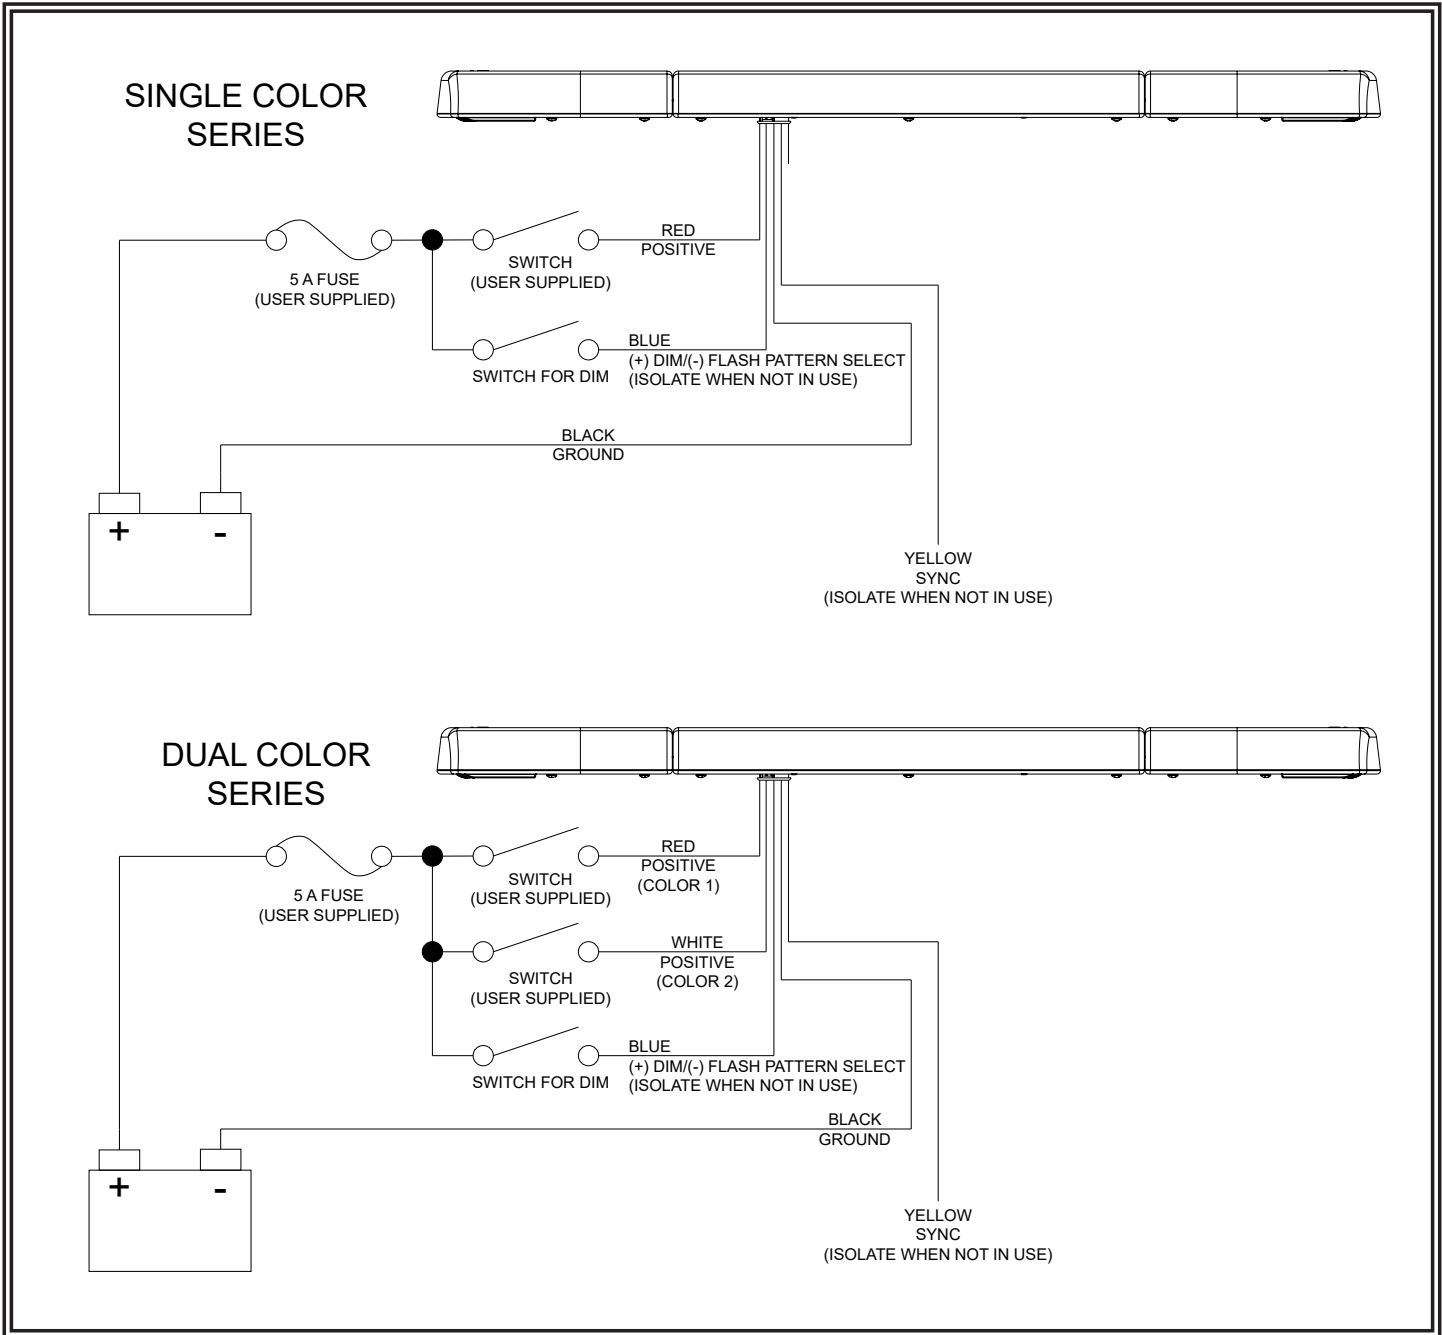 SINGLE COLOR
SERIES
RED
POSITIVE
SWITCH
(USER SUPPLIED)
5 A FUSE
(USER SUPPLIED)
BLUE
(+) DIM/(-) FLASH PATTERN SELECT
(ISOLATE WHEN NOT IN USE)
SWITCH FOR DIM
BLACK
GROUND
+
-
YELLOW
SYNC
(ISOLATE WHEN NOT IN USE)
DUAL COLOR
SERIES
RED
POSITIVE
(COLOR 1)
SWITCH
(USER SUPPLIED)
5 A FUSE
(USER SUPPLIED)
WHITE
POSITIVE
(COLOR 2)
SWITCH
(USER SUPPLIED)
BLUE
(+) DIM/(-) FLASH PATTERN SELECT
(ISOLATE WHEN NOT IN USE)
SWITCH FOR DIM
BLACK
GROUND
+
-
YELLOW
SYNC
(ISOLATE WHEN NOT IN USE)